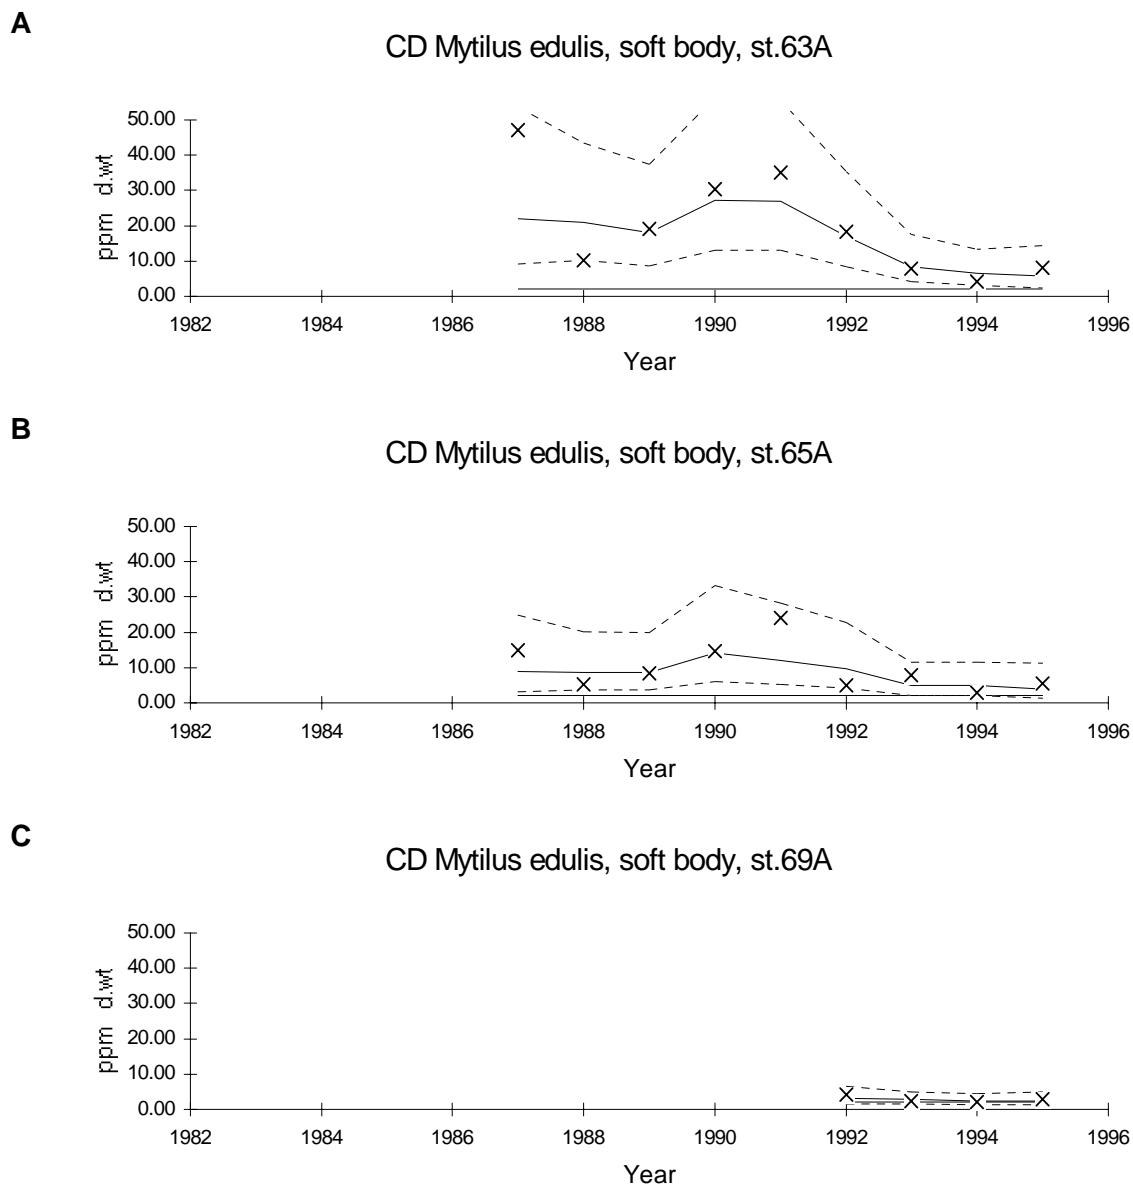 A
CD Mytilus edulis, soft body, st.63A
50.00
40.00
30.00
20.00
10.00
0.00
ppm d.wt
1982 1984 1986 1988 1990 1992 1994 1996
Year
B
CD Mytilus edulis, soft body, st.65A
50.00
40.00
30.00
20.00
10.00
0.00
ppm d.wt
1982 1984 1986 1988 1990 1992 1994 1996
Year
C
CD Mytilus edulis, soft body, st.69A
50.00
40.00
30.00
20.00
10.00
0.00
ppm d.wt
1982 1984 1986 1988 1990 1992 1994 1996
Year